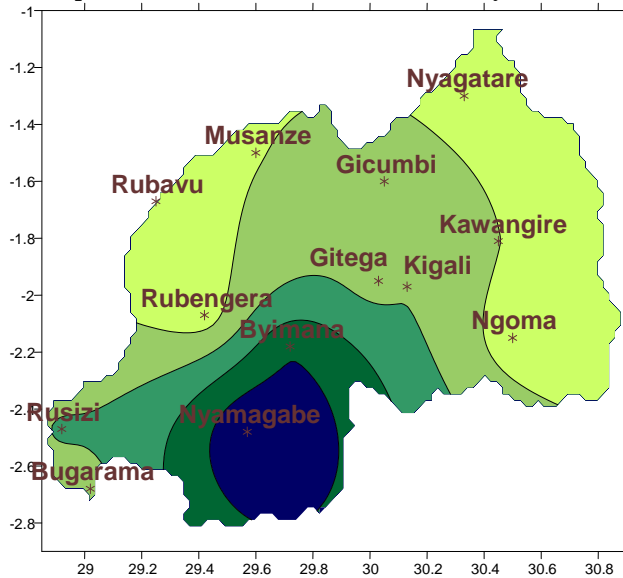 -1
-1.2
-1.4
-1.6
-1.8
-2
-2.2
-2.4
-2.6
-2.8
Nyagatare
Musanze
Gicumbi
Rubavu
Kawangire
Gitega
Kigali
Rubengera
Ngoma
Byimana
Rusizi
Nyamagabe
Bugarama
29 29.2 29.4 29.6 29.8 30 30.2 30.4 30.6 30.8